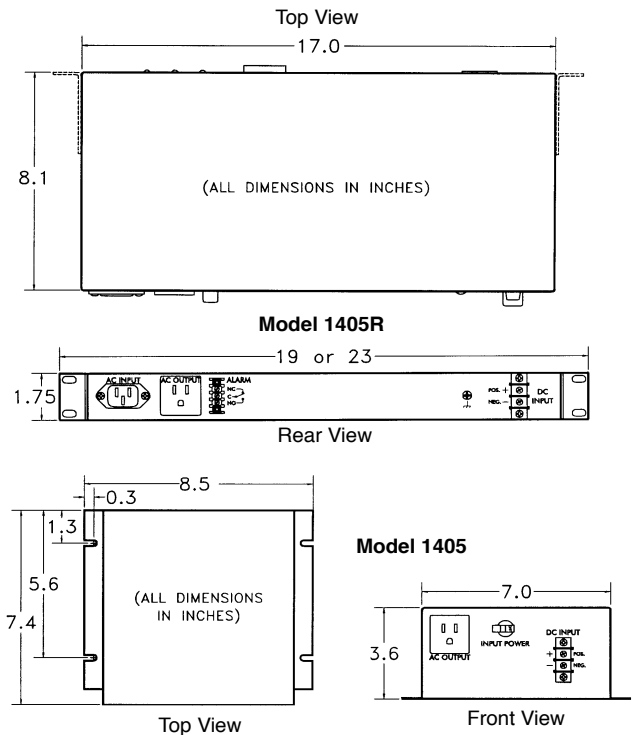 Top View
17.0
8.1
(ALL DIMENSIONS IN INCHES)
Model 1405R
19 or 23
1.75
AC INPUT
AC OUTPUT
ALARM
NC
C
NO
POS. +
NEG. –
DC
INPUT
Rear View
8.5
0.3
1.3
5.6
7.4
(ALL DIMENSIONS
IN INCHES)
Top View
Model 1405
7.0
3.6
AC OUTPUT
INPUT POWER
DC INPUT
+ POS.
– NEG.
Front View